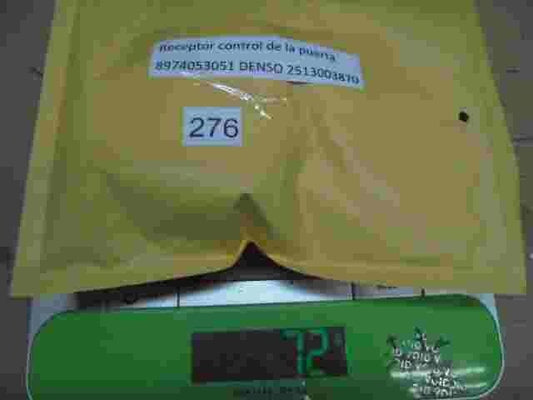 Receptor control de la puerta
8974053051 DENSO 2513003870
276
72